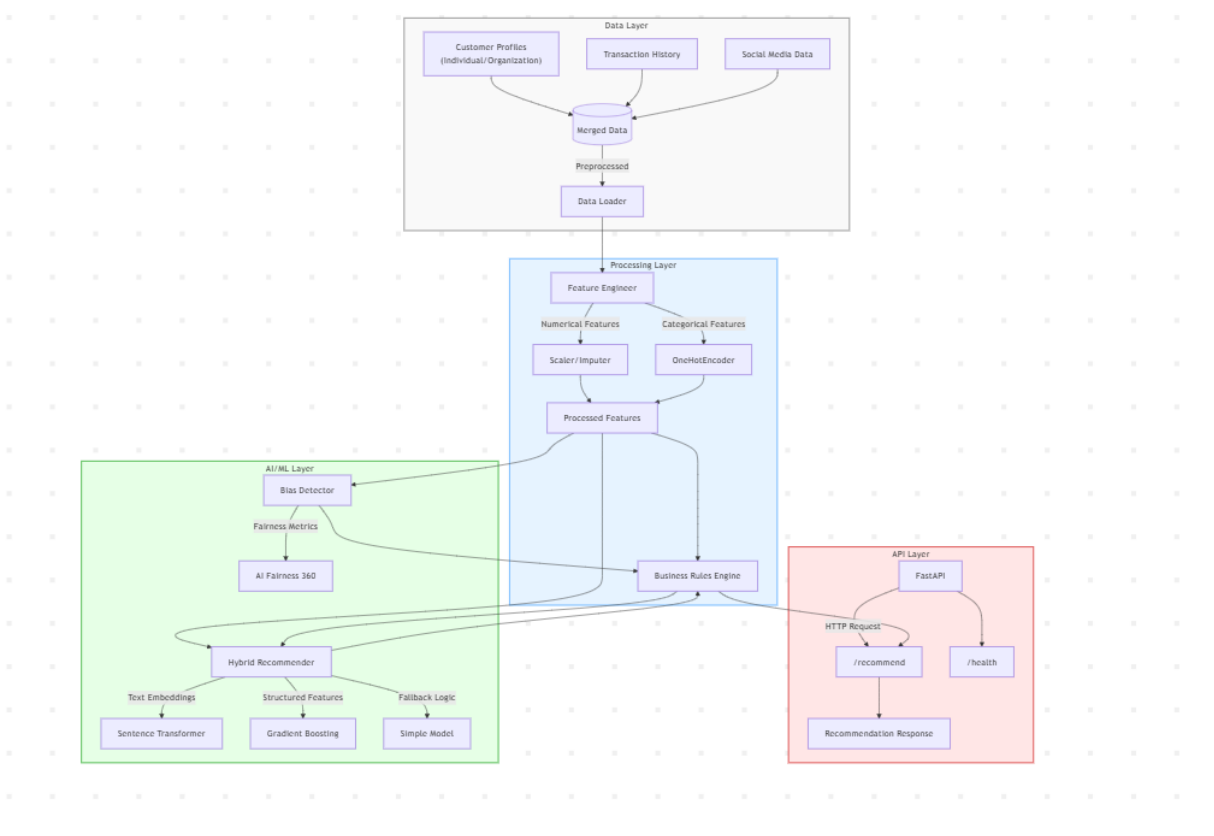 Data Layer
Customer Profiles
(Individual/Organization)
Transaction History
Social Media Data
Merged Data
Preprocessed
Data Loader
Processing Layer
Feature Engineer
Numerical Features
Categorical Features
Scaler/Imputer
OneHotEncoder
Processed Features
AI/ML Layer
Bias Detector
Fairness Metrics
AI Fairness 360
Business Rules Engine
API Layer
FastAPI
HTTP Request
Hybrid Recommender
/recommend
/health
Text Embeddings
Structured Features
Fallback Logic
Sentence Transformer
Gradient Boosting
Simple Model
Recommendation Response